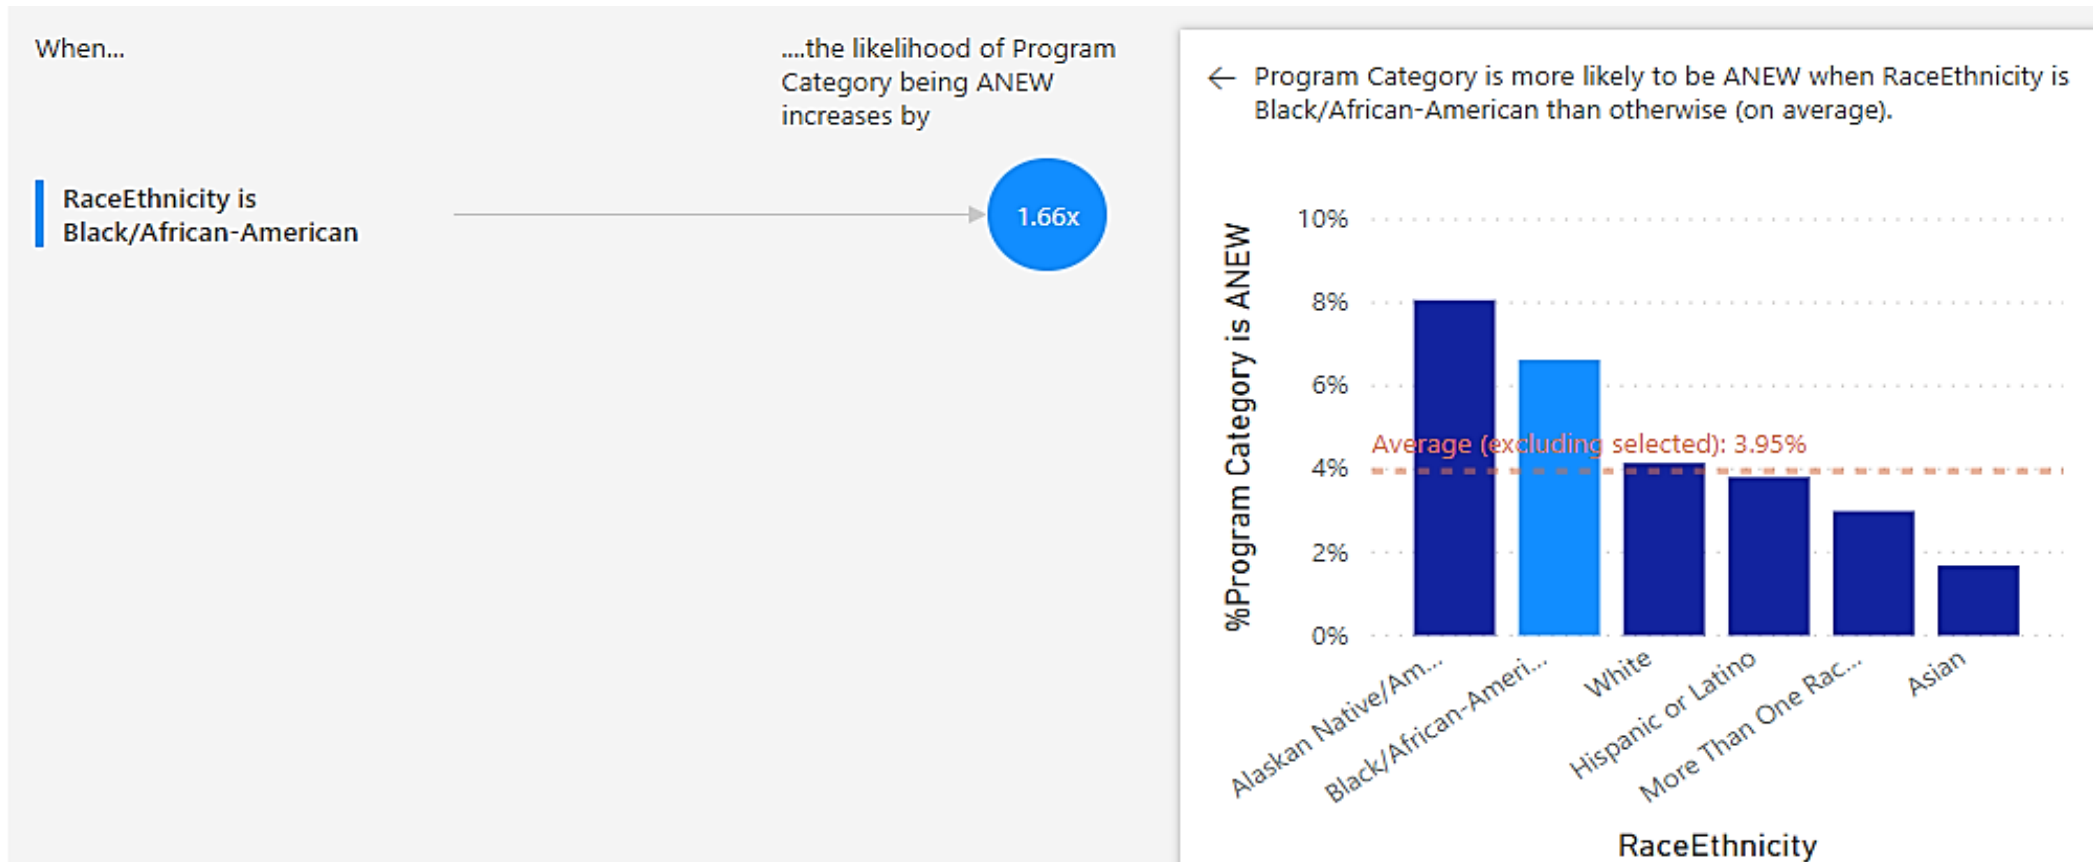 When...
....the likelihood of Program
Category being ANEW
increases by
RaceEthnicity is
Black/African-American
1.66x
← Program Category is more likely to be ANEW when RaceEthnicity is
Black/African-American than otherwise (on average).
%Program Category is ANEW
10%
8%
6%
4%
2%
0%
Average (excluding selected): 3.95%
Alaskan Native/Am...
Black/African-Ameri...
White
Hispanic or Latino
More Than One Rac...
Asian
RaceEthnicity